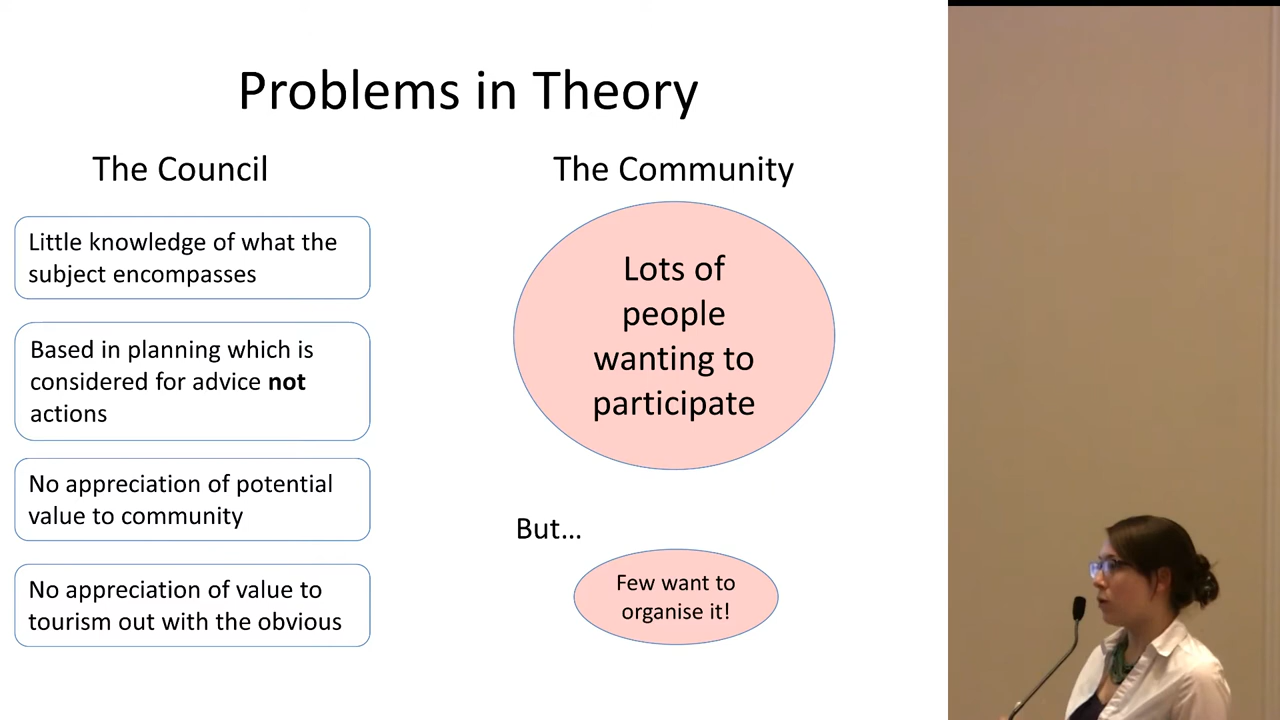 Problems in Theory
The Council
Little knowledge of what the
subject encompasses
Based in planning which is
considered for advice not
actions
No appreciation of potential
value to community
No appreciation of value to
tourism out with the obvious
The Community
Lots of
people
wanting to
participate
But...
Few want to
organise it!